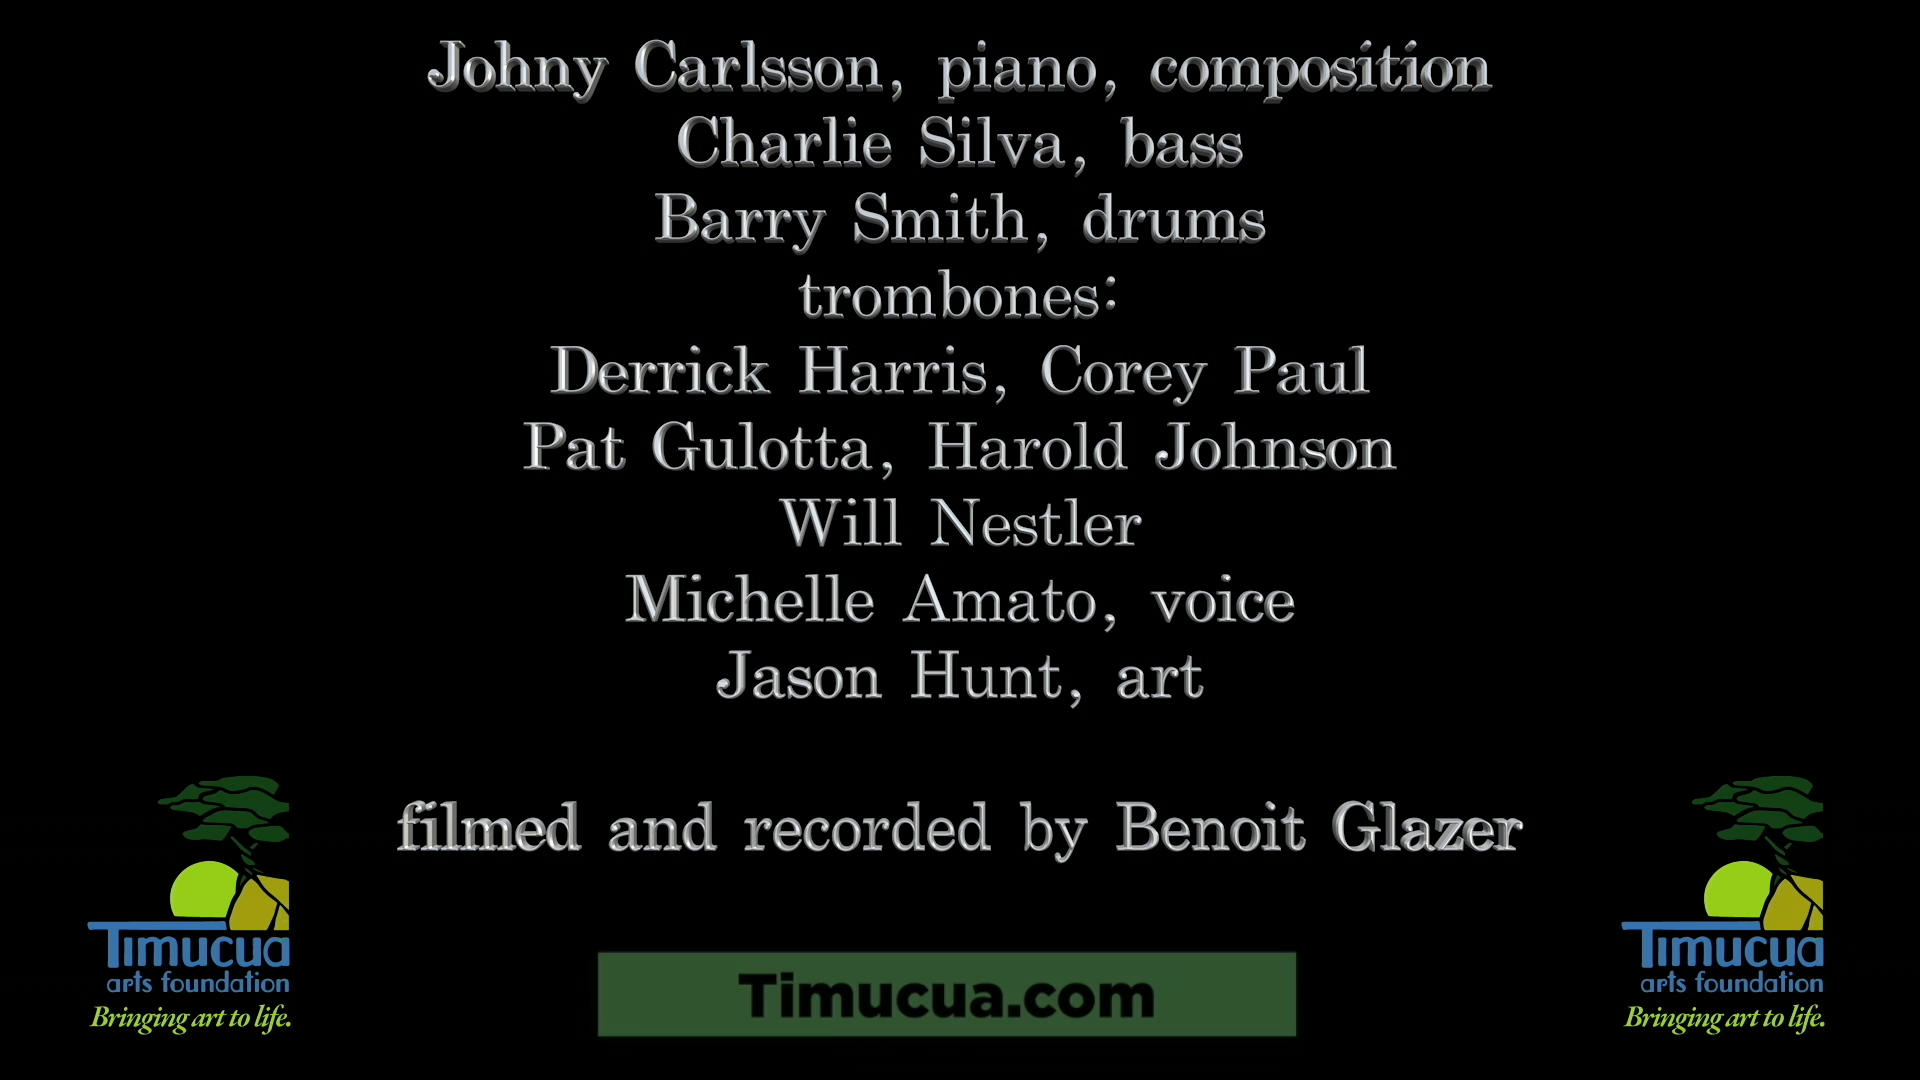 Johny Carlsson, piano, composition
Charlie Silva, bass
Barry Smith, drums
trombones:
Derrick Harris, Corey Paul
Pat Gulotta, Harold Johnson
Will Nestler
Michelle Amato, voice
Jason Hunt, art
filmed and recorded by Benoit Glazer
Timucua
arts foundation
Bringing art to life.
Timucua.com
Timucua
arts foundation
Bringing art to life.